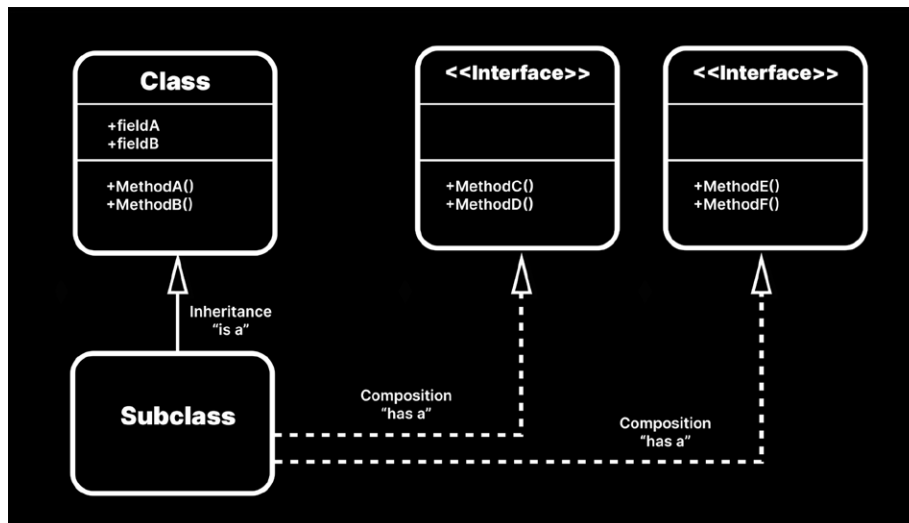 Class
+fieldA
+fieldB
+MethodA()
+MethodB()
<<Interface>>
+MethodC()
+MethodD()
<<Interface>>
+MethodE()
+MethodF()
Inheritance
“is a”
Subclass
Composition
“has a”
Composition
“has a”